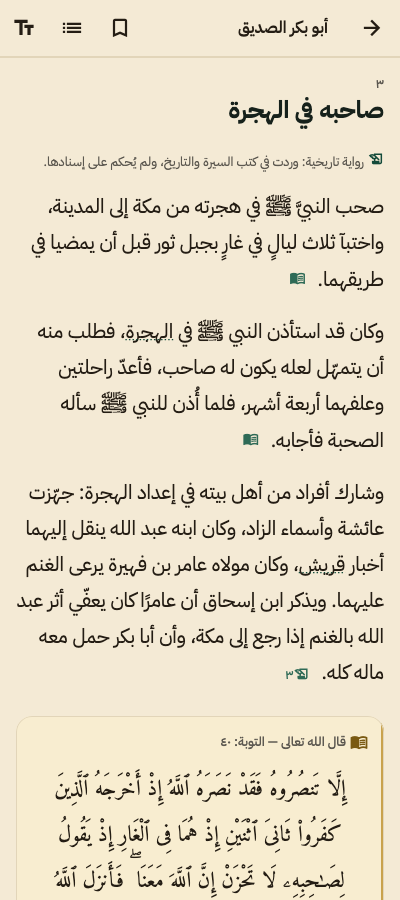 أبو بكر الصديق
Tт
٣
صاحبه في الهجرة
رواية تاريخية: وردت في كتب السيرة والتاريخ، ولم يُحكم على إسنادها.
صحب النبيَّ ﷺ في هجرته من مكة إلى المدينة،
واختبآ ثلاث ليالٍ في غارٍ بجبل ثور قبل أن يمضيا في
طريقهما.
وكان قد استأذن النبي ﷺ في الهجرة، فطلب منه
أن يتمهّل لعله يكون له صاحب، فأعدّ راحلتين
وعلفهما أربعة أشهر، فلما أُذن للنبي ﷺ سأله
الصحبة فأجابه.
وشارك أفراد من أهل بيته في إعداد الهجرة: جهّزت
عائشة وأسماء الزاد، وكان ابنه عبد الله ينقل إليهما
أخبار قريش، وكان مولاه عامر بن فهيرة يرعى الغنم
عليهما. ويذكر ابن إسحاق أن عامرًا كان يعفّي أثر عبد
الله بالغنم إذا رجع إلى مكة، وأن أبا بكر حمل معه
ماله كله. ٣
قال الله تعالى — التوبة: ٤٠
إِلَّا تَنصُرُوهُ فَقَدْ نَصَرَهُ ٱللَّهُ إِذْ أَخْرَجَهُ ٱلَّذِينَ
كَفَرُوا۟ ثَانِىَ ٱثْنَيْنِ إِذْ هُمَا فِى ٱلْغَارِ إِذْ يَقُولُ
لِصَـٰحِبِهِۦ لَا تَحْزَنْ إِنَّ ٱللَّهَ مَعَنَا ۖ فَأَنزَلَ ٱللَّهُ